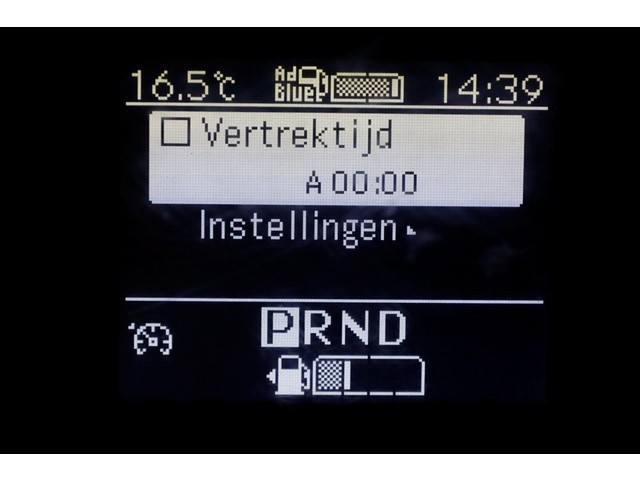 16.5°C AdBlue 14:39
Vertrektijd
A 00:00
Instellingen
PRND